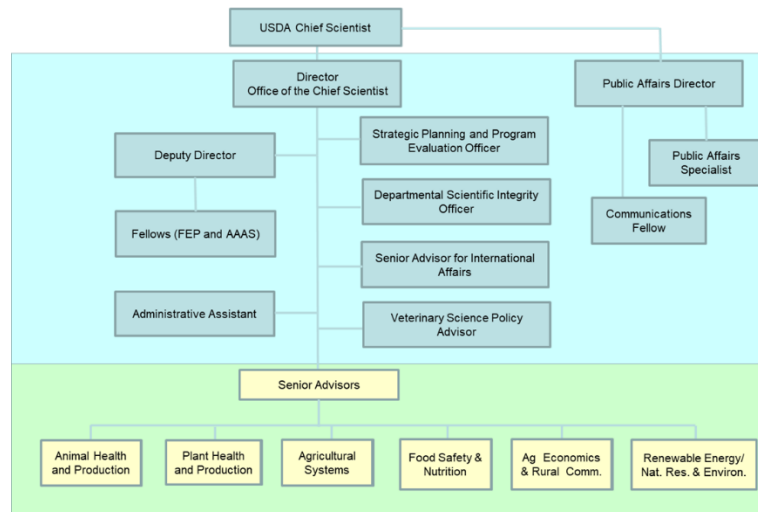 USDA Chief Scientist
Director
Office of the Chief Scientist
Public Affairs Director
Strategic Planning and Program
Evaluation Officer
Deputy Director
Public Affairs
Specialist
Departmental Scientific Integrity
Officer
Fellows (FEP and AAAS)
Communications
Fellow
Senior Advisor for International
Affairs
Administrative Assistant
Veterinary Science Policy
Advisor
Senior Advisors
Animal Health
and Production
Plant Health
and Production
Agricultural
Systems
Food Safety &
Nutrition
Ag Economics
& Rural Comm.
Renewable Energy/
Nat. Res. & Environ.